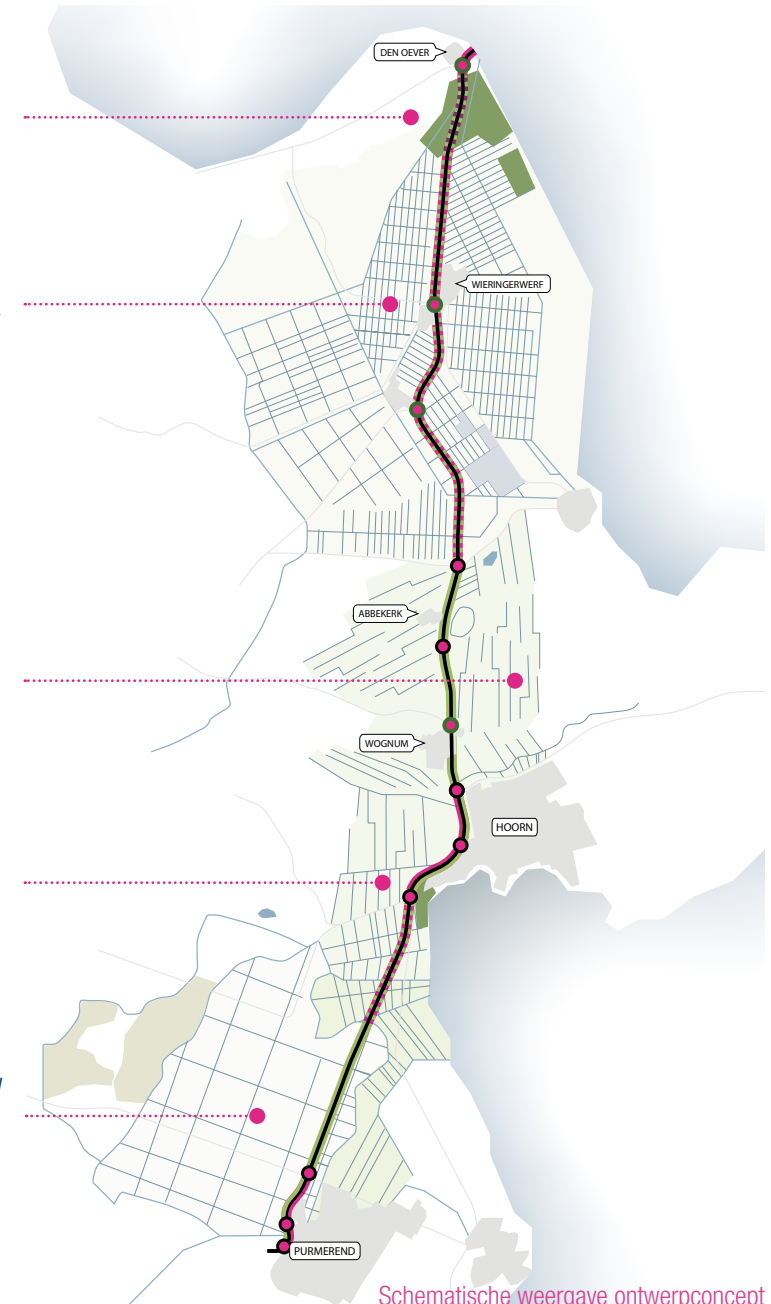 DEN OEVER
WIERINGERWERF
ABBEKERK
WOGNUM
HOORN
PURMEREND
Schematische weergave ontwerpconcept